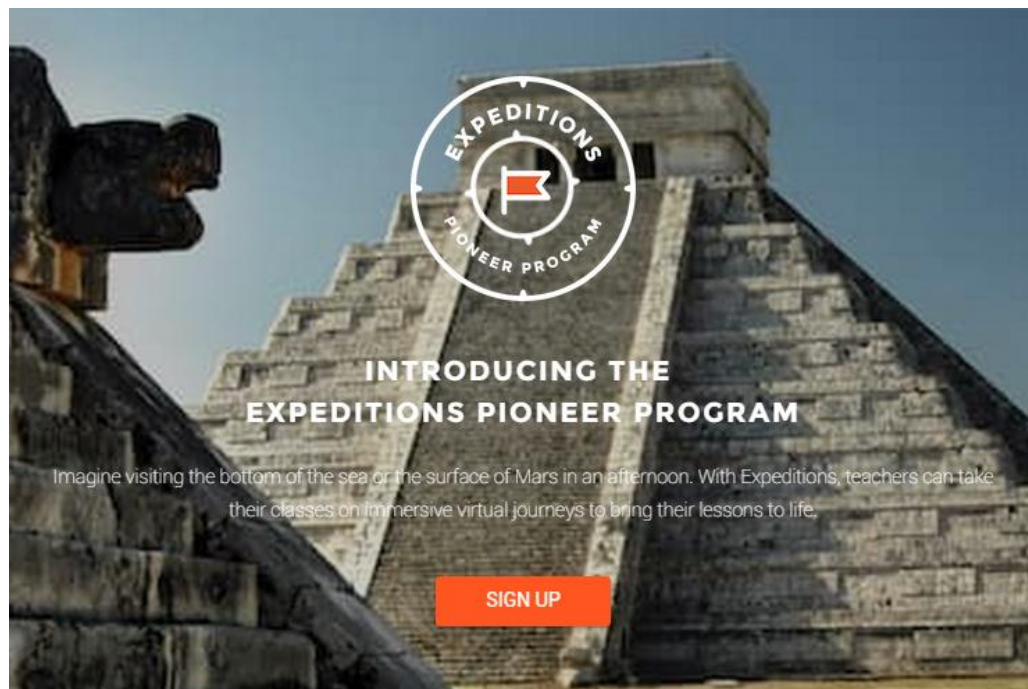 EXPEDITIONS
PIONEER PROGRAM
INTRODUCING THE
EXPEDITIONS PIONEER PROGRAM
Imagine visiting the bottom of the sea or the surface of Mars in an afternoon. With Expeditions, teachers can take
their classes on immersive virtual journeys to bring their lessons to life.
SIGN UP